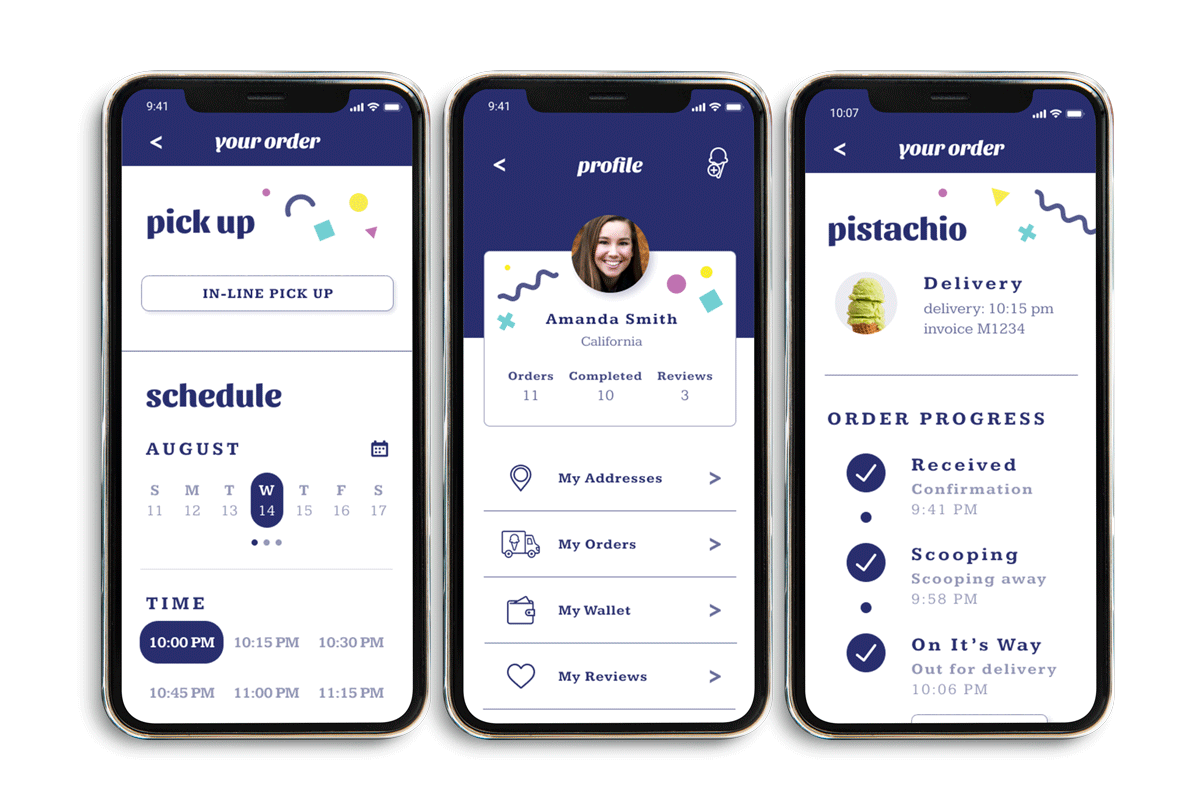 9:41
< your order
pick up
IN-LINE PICK UP
schedule
AUGUST
S M T W T F S
11 12 13 14 15 16 17
TIME
10:00 PM 10:15 PM 10:30 PM
10:45 PM 11:00 PM 11:15 PM
9:41
< profile
Amanda Smith
California
Orders Completed Reviews
11 10 3
My Addresses >
My Orders >
My Wallet >
My Reviews >
10:07
< your order
pistachio
Delivery
delivery: 10:15 pm
invoice M1234
ORDER PROGRESS
Received
Confirmation
9:41 PM
Scooping
Scooping away
9:58 PM
On It's Way
Out for delivery
10:06 PM